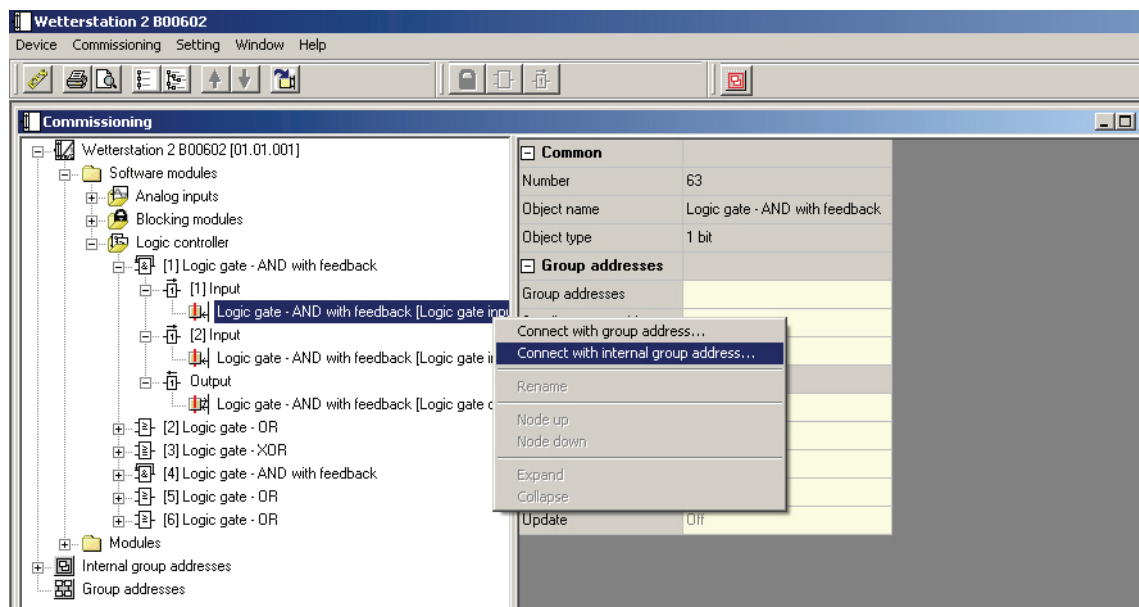 Wetterstation 2 B00602
Device Commissioning Setting Window Help
Commissioning
Wetterstation 2 B00602 [01.01.001]
Software modules
Analog inputs
Blocking modules
Logic controller
[1] Logic gate - AND with feedback
[1] Input
Logic gate - AND with feedback [Logic gate inpu
[2] Input
Logic gate - AND with feedback [Logic gate i
Output
Logic gate - AND with feedback [Logic gate o
[2] Logic gate - OR
[3] Logic gate - XOR
[4] Logic gate - AND with feedback
[5] Logic gate - OR
[6] Logic gate - OR
Modules
Internal group addresses
Group addresses
Common
Number 63
Object name Logic gate - AND with feedback
Object type 1 bit
Group addresses
Group addresses
Connect with group address...
Connect with internal group address...
Rename
Node up
Node down
Expand
Collapse
Update Off